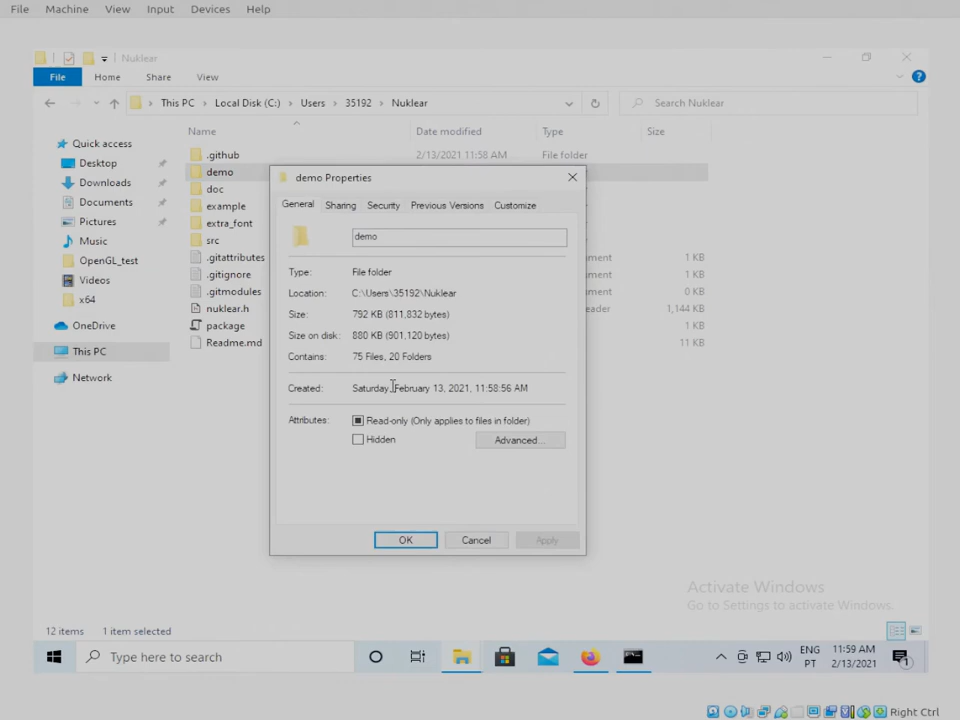 File Machine View Input Devices Help
Nuklear
File Home Share View
This PC Local Disk (C:) Users 35192 Nuklear Search Nuklear
Name Date modified Type Size
Quick access
Desktop
Downloads
Documents
Pictures
Music
OpenGL_test
Videos
x64
OneDrive
This PC
Network
.github 2/13/2021 11:58 AM File folder
demo
doc
example
extra_font
src
.gitattributes ument 1 KB
.gitignore ument 1 KB
.gitmodules ument 1 KB
nuklear.h eader 1,144 KB
package 1 KB
Readme.md 11 KB
demo Properties
General Sharing Security Previous Versions Customize
demo
Type: File folder
Location: C:\Users\35192\Nuklear
Size: 792 KB (811,832 bytes)
Size on disk: 880 KB (901,120 bytes)
Contains: 75 Files, 20 Folders
Created: Saturday, February 13, 2021, 11:58:56 AM
Attributes: Read-only (Only applies to files in folder)
Hidden Advanced...
OK Cancel Apply
Activate Windows
Go to Settings to activate Windows.
12 items 1 item selected
Type here to search
ENG
PT
11:59 AM
2/13/2021
1
Right Ctrl